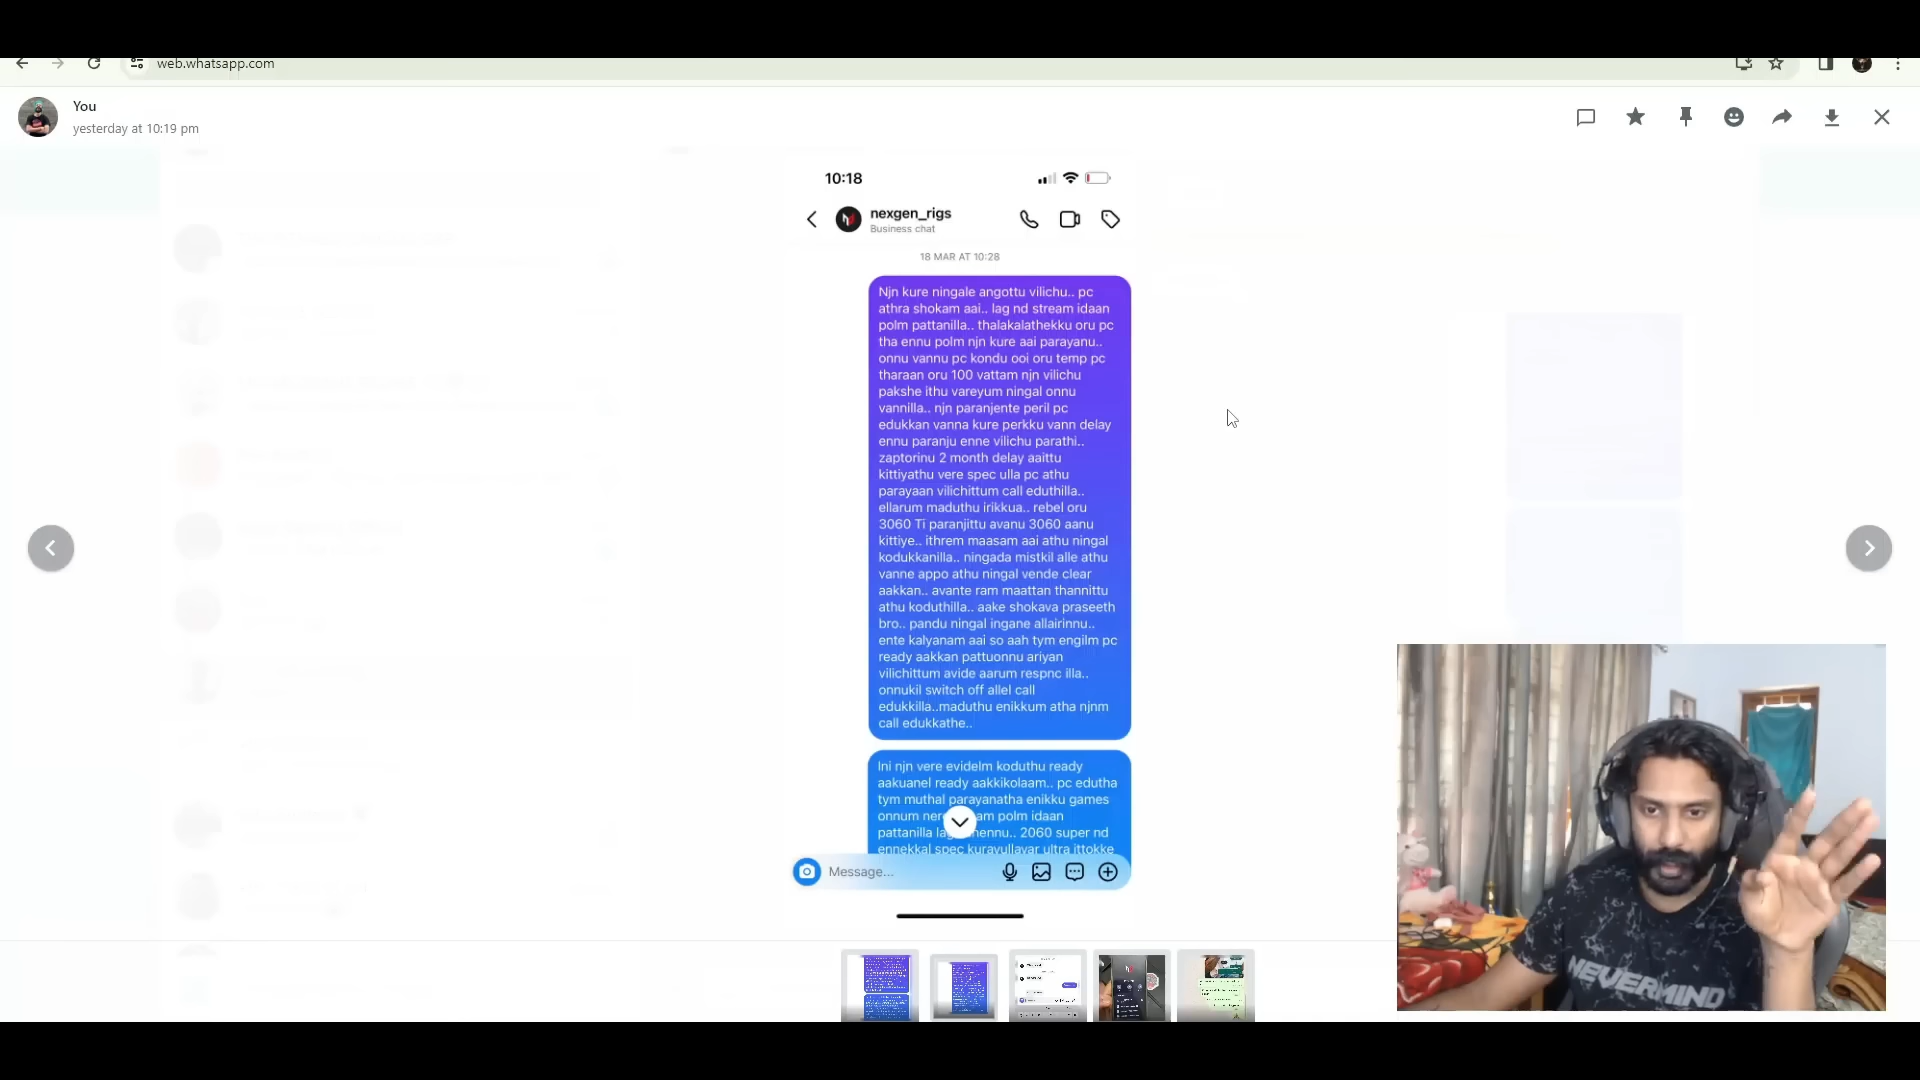 web.whatsapp.com
You
yesterday at 10:19 pm
10:18
nexgen_rigs
Business chat
18 MAR AT 10:28
Njn kure ningale angottu vilichu.. pc
athra shokam aai.. lag nd stream idaan
polm pattanilla.. thalakalathekku oru pc
tha ennu polm njn kure aai parayanu..
onnu vannu pc kondu ooi oru temp pc
tharaan oru 100 vattam njn vilichu
pakshe ithu vareyum ningal onnu
vannilla.. njn paranjente peril pc
edukkan vanna kure perkku vann delay
ennu paranju enne vilichu parathi..
zaptorinu 2 month delay aaittu
kittiyathu vere spec ulla pc athu
parayaan vilichittum call eduthilla..
ellarum maduthu irikkua.. rebel oru
3060 Ti paranjittu avanu 3060 aanu
kittiye.. ithrem maasam aai athu ningal
kodukkanilla.. ningada mistkil alle athu
vanne appo athu ningal vende clear
aakkan.. avante ram maattan thannittu
athu koduthilla.. aake shokava praseeth
bro.. pandu ningal ingane allairinnu..
ente kalyanam aai so aah tym engilm pc
ready aakkan pattuonnu ariyan
vilichittum avide aarum respnc illa..
onnukil switch off allel call
edukkilla..maduthu enikkum atha njnm
call edukkathe..
Ini njn vere evidelm koduthu ready
aakuanel ready aakkikolaam.. pc edutha
tym muthal parayanatha enikku games
onnum polm idaan
pattanilla 2060 super nd
ennekkal spec kuravullavar ultra ittokke
Message...
NEVERMIND